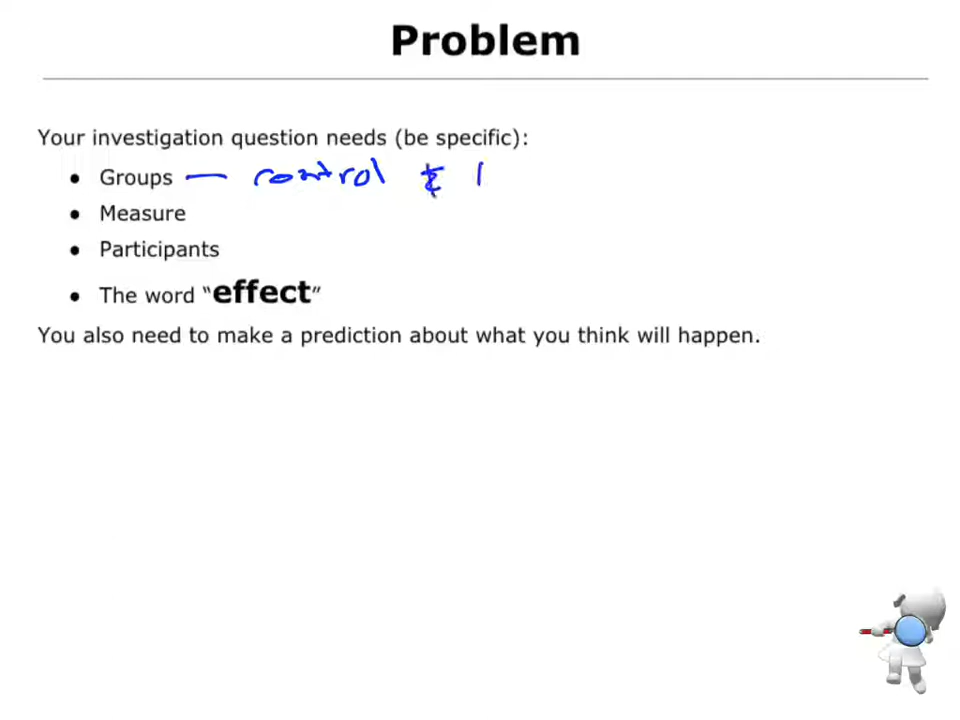 Problem
Your investigation question needs (be specific):
• Groups — control &
• Measure
• Participants
• The word “effect”
You also need to make a prediction about what you think will happen.